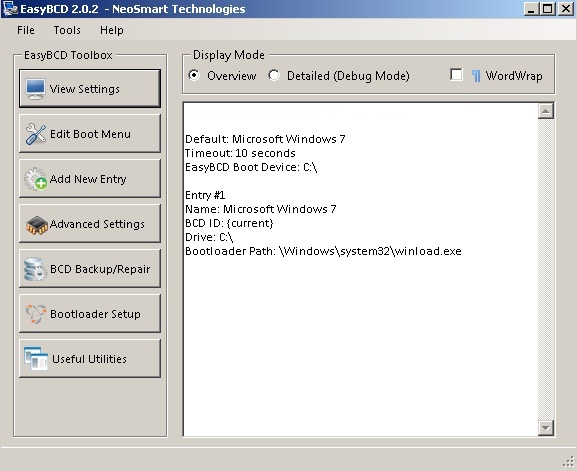 EasyBCD 2.0.2 - NeoSmart Technologies
File Tools Help
EasyBCD Toolbox
View Settings
Edit Boot Menu
Add New Entry
Advanced Settings
BCD Backup/Repair
Bootloader Setup
Useful Utilities
Display Mode
Overview Detailed (Debug Mode) ¶ WordWrap
Default: Microsoft Windows 7
Timeout: 10 seconds
EasyBCD Boot Device: C:\
Entry #1
Name: Microsoft Windows 7
BCD ID: {current}
Drive: C:\
Bootloader Path: \Windows\system32\winload.exe